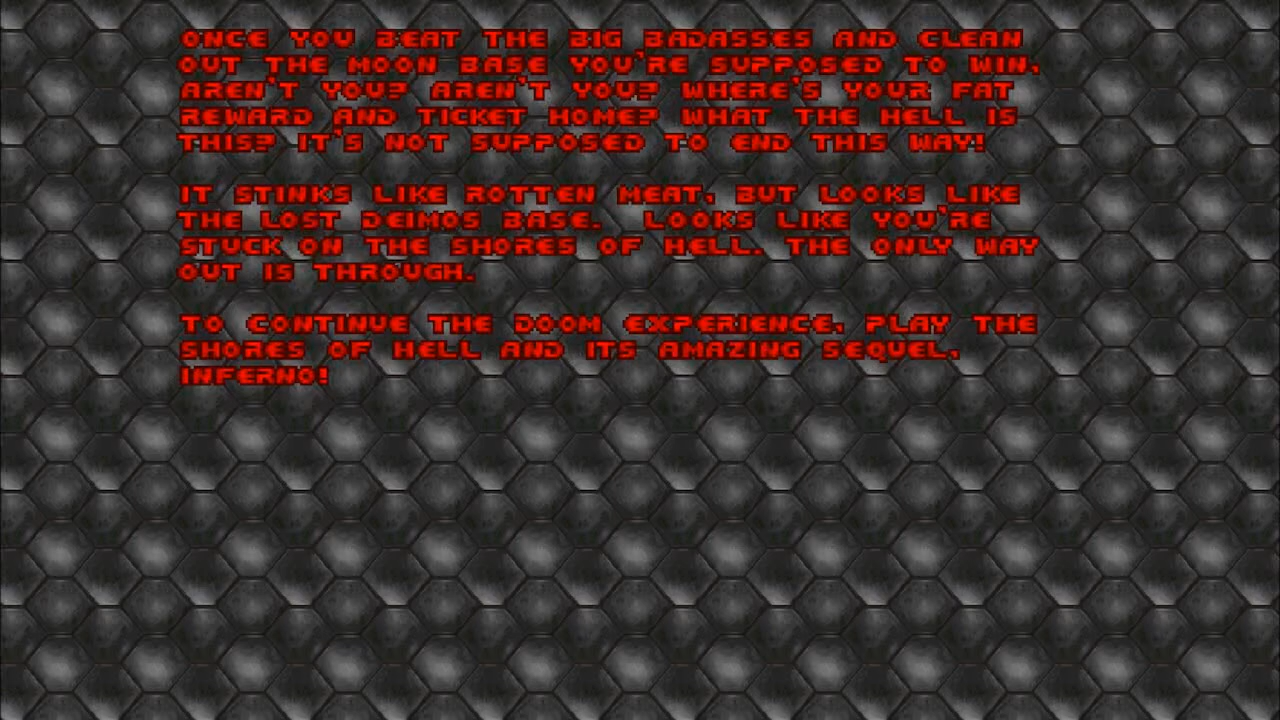 ONCE YOU BEAT THE BIG BADASSES AND CLEAN
OUT THE MOON BASE YOU'RE SUPPOSED TO WIN,
AREN'T YOU? AREN'T YOU? WHERE'S YOUR FAT
REWARD AND TICKET HOME? WHAT THE HELL IS
THIS? IT'S NOT SUPPOSED TO END THIS WAY!
IT STINKS LIKE ROTTEN MEAT, BUT LOOKS LIKE
THE LOST DEIMOS BASE. LOOKS LIKE YOU'RE
STUCK ON THE SHORES OF HELL. THE ONLY WAY
OUT IS THROUGH.
TO CONTINUE THE DOOM EXPERIENCE, PLAY THE
SHORES OF HELL AND ITS AMAZING SEQUEL,
INFERNO!